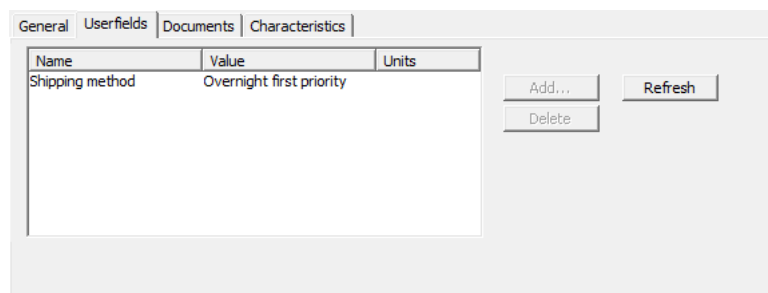 General Userfields Documents Characteristics
Name Value Units
Shipping method Overnight first priority
Add... Refresh
Delete